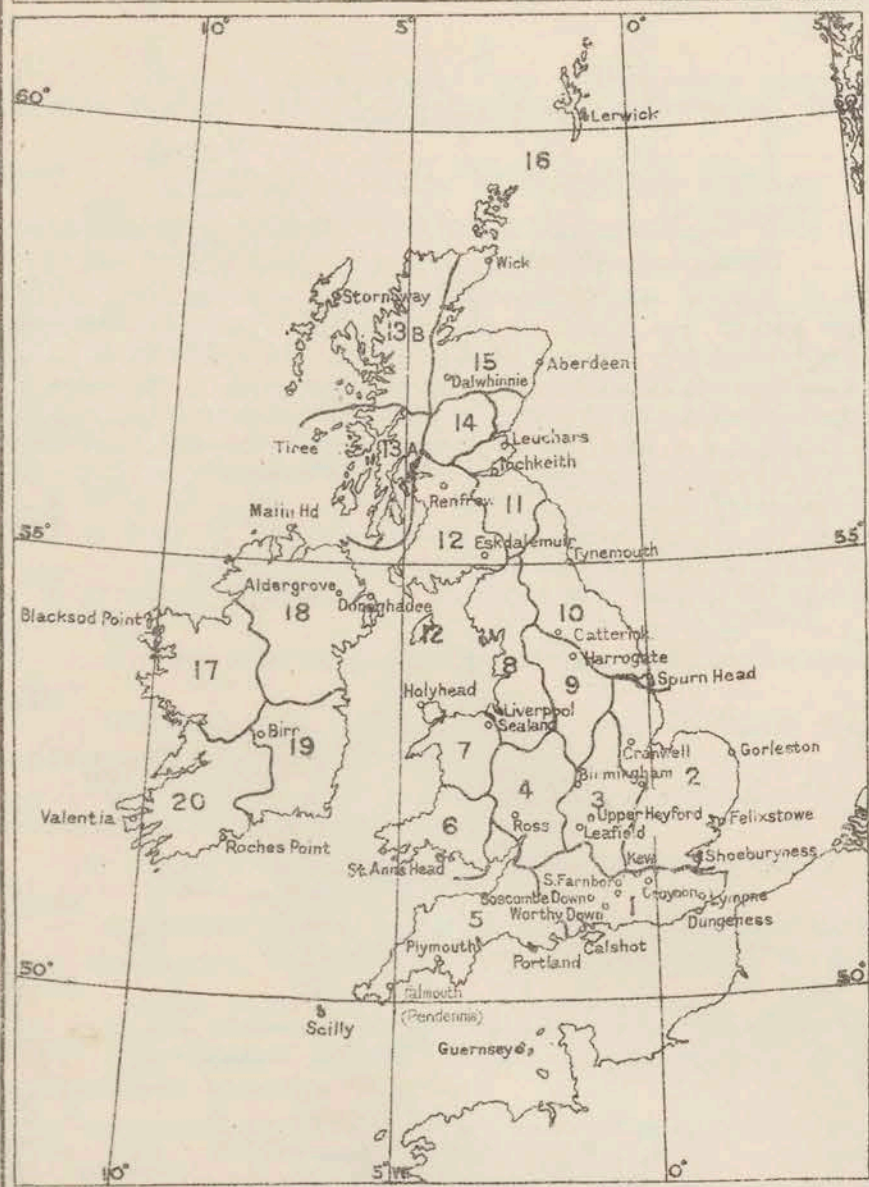 10° 5° 0° 5
60°
Lerwick
16
Wick
Stornoway
13 B
15
Aberdeen
Dalwhinnie
14
Leuchars
Tiree
13 A
Inchkeith
Renfrew
11
Malin Hd
55° 55°
12
Eskdalemuir
Tynemouth
Aldergrove
Donaghadee
18
Blacksod Point
12
10
Catterick
Harrogate
17
8
9
Spurn Head
Holyhead
Liverpool
Sealand
Birr
19
7
Cranwell
Gorleston
Birmingham
2
20
4
3
Upper Heyford
Felixstowe
Valentia
6
Ross
Leafield
Roches Point
St. Anns Head
Kew
Shoeburyness
S. Farnboro
Croydon
Lympne
Boscombe Down
1
Worthy Down
Dungeness
5
Calshot
Plymouth
Portland
50° 50°
Falmouth
(Pendennis)
Scilly
Guernsey
10° 5°W 0°